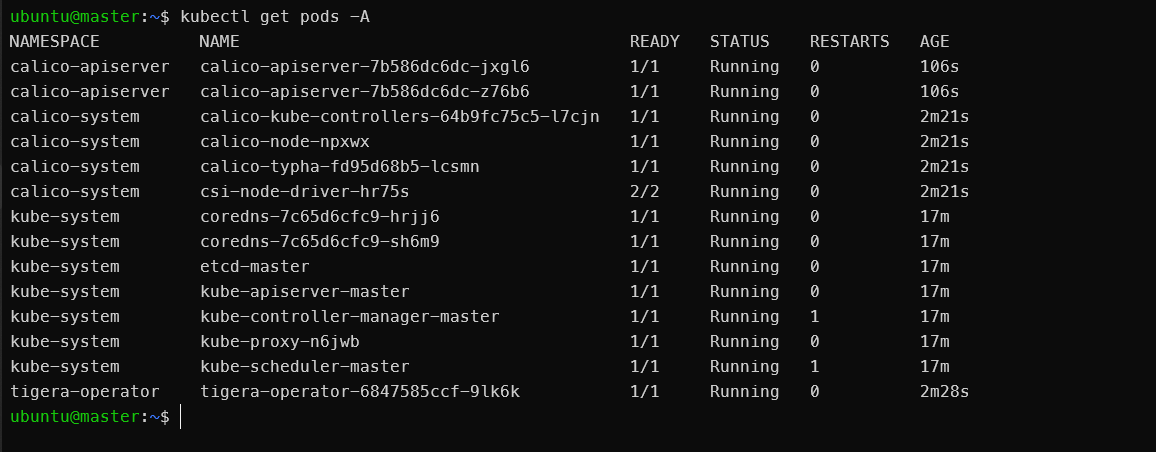 ubuntu@master:~$ kubectl get pods -A
NAMESPACE          NAME                                       READY   STATUS    RESTARTS   AGE
calico-apiserver   calico-apiserver-7b586dc6dc-jxgl6          1/1     Running   0          106s
calico-apiserver   calico-apiserver-7b586dc6dc-z76b6          1/1     Running   0          106s
calico-system      calico-kube-controllers-64b9fc75c5-l7cjn   1/1     Running   0          2m21s
calico-system      calico-node-npxwx                          1/1     Running   0          2m21s
calico-system      calico-typha-fd95d68b5-lcsmn               1/1     Running   0          2m21s
calico-system      csi-node-driver-hr75s                      2/2     Running   0          2m21s
kube-system        coredns-7c65d6cfc9-hrjj6                   1/1     Running   0          17m
kube-system        coredns-7c65d6cfc9-sh6m9                   1/1     Running   0          17m
kube-system        etcd-master                                1/1     Running   0          17m
kube-system        kube-apiserver-master                      1/1     Running   0          17m
kube-system        kube-controller-manager-master             1/1     Running   1          17m
kube-system        kube-proxy-n6jwb                           1/1     Running   0          17m
kube-system        kube-scheduler-master                      1/1     Running   1          17m
tigera-operator    tigera-operator-6847585ccf-9lk6k           1/1     Running   0          2m28s
ubuntu@master:~$